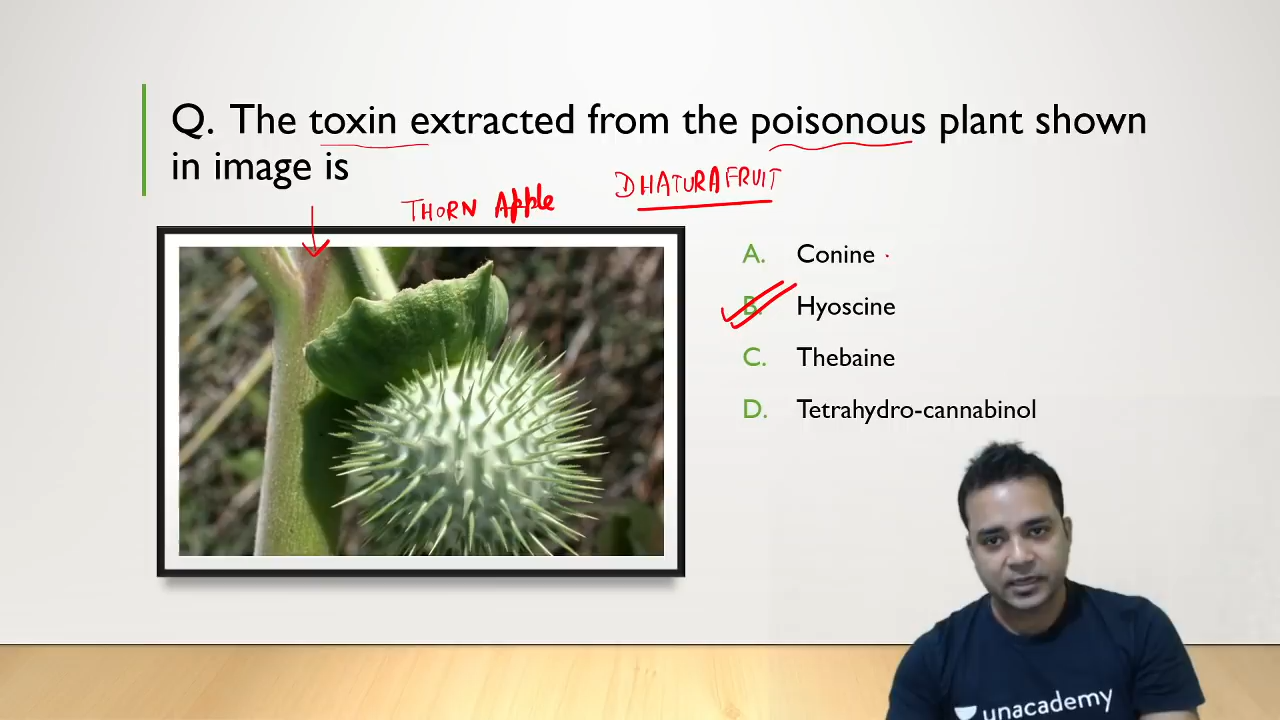 Q. The toxin extracted from the poisonous plant shown
in image is
THORN Apple
DHATURA FRUIT
A. Conine
B. Hyoscine
C. Thebaine
D. Tetrahydro-cannabinol
unacademy